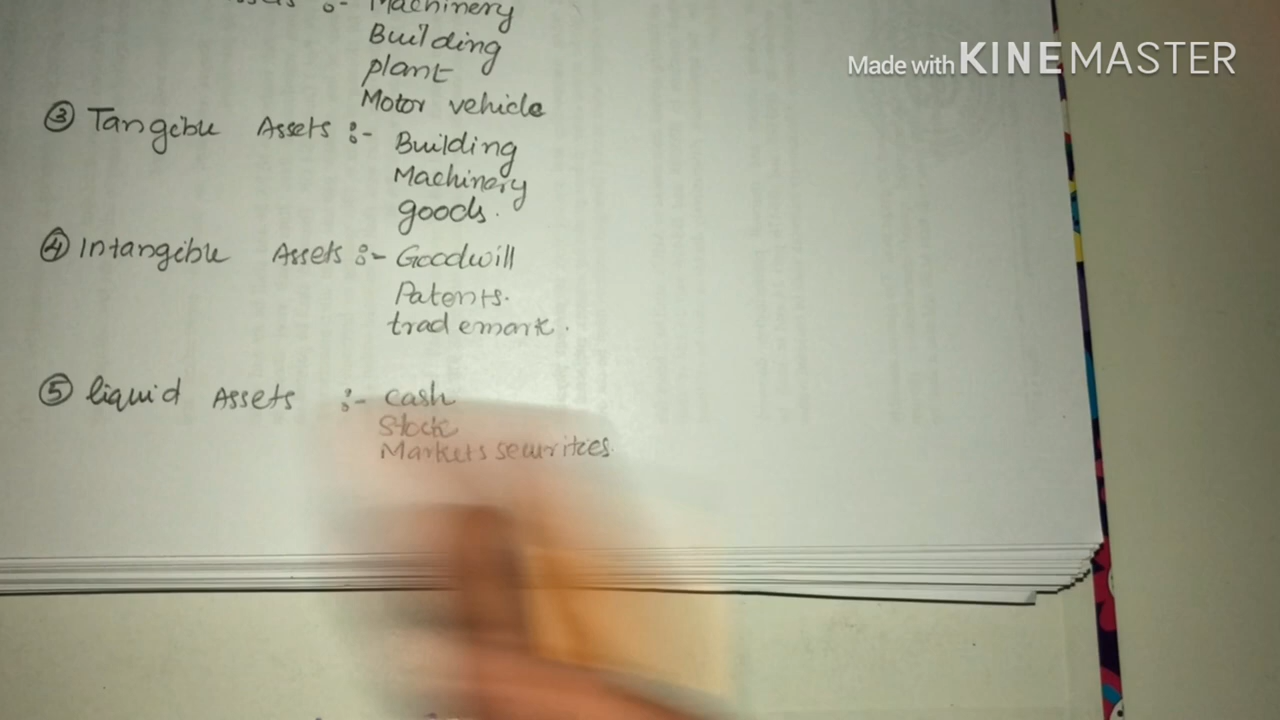 :- Machinery
Building
plant
Motor vehicle
Made with KINEMASTER
③ Tangible Assets :- Building
Machinery
goods.
④ Intangible Assets :- Goodwill
Patents.
trademark.
⑤ liquid Assets :- cash
Stock
Markets securities.